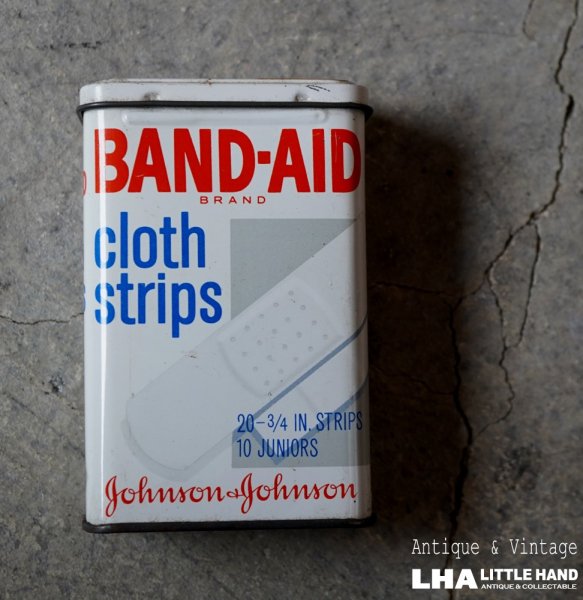 BAND-AID
BRAND
cloth
strips
20-3/4 IN. STRIPS
10 JUNIORS
Johnson & Johnson
Antique & Vintage
LHA LITTLE HAND
ANTIQUE & COLLECTABLE